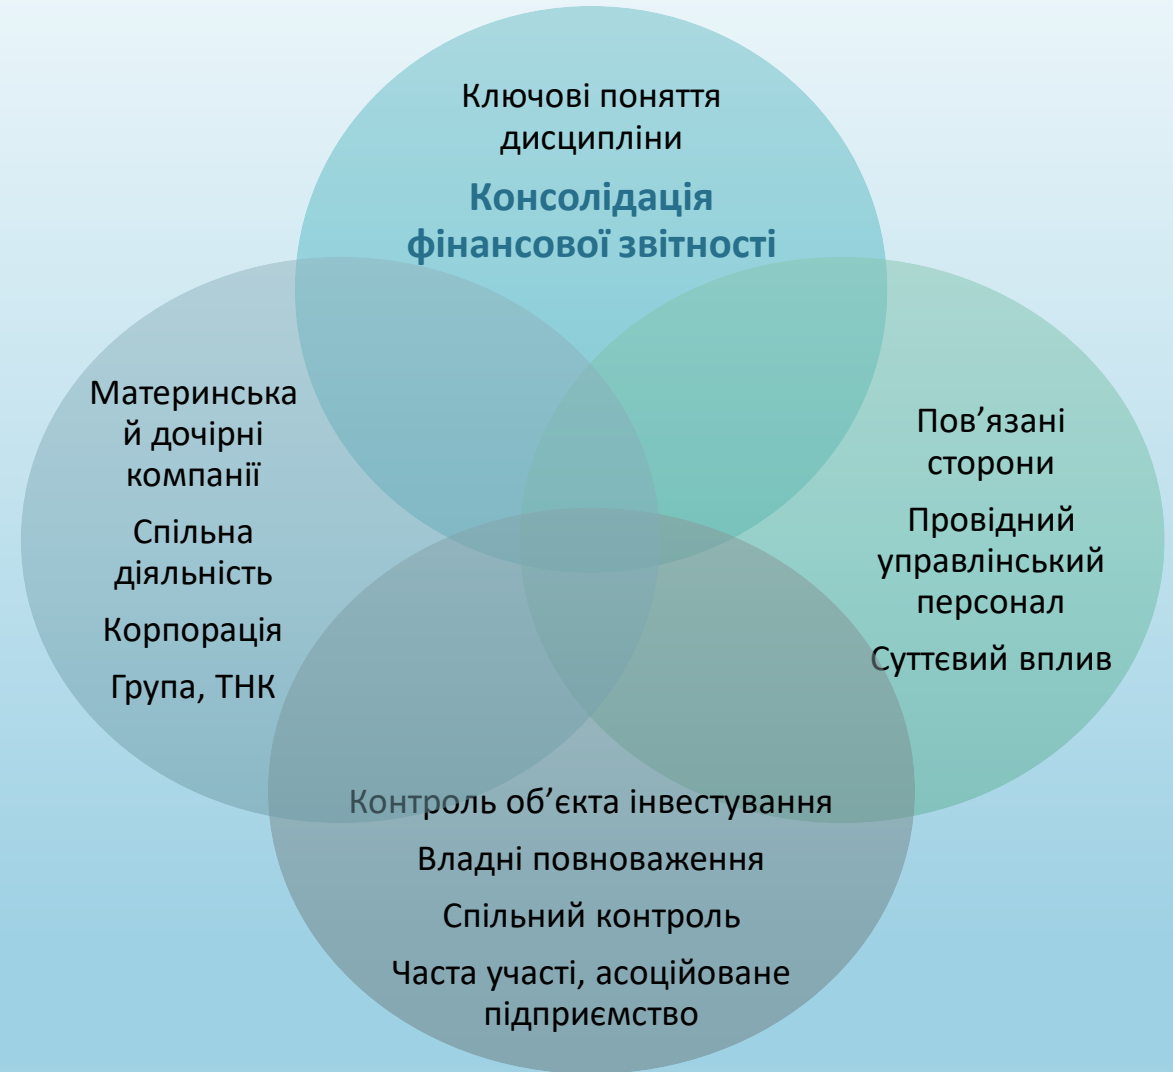 Ключові поняття
дисципліни
Консолідація
фінансової звітності
Материнська
й дочірні
компанії
Спільна
діяльність
Корпорація
Група, ТНК
Пов’язані
сторони
Провідний
управлінський
персонал
Суттєвий вплив
Контроль об’єкта інвестування
Владні повноваження
Спільний контроль
Часта участі, асоційоване
підприємство